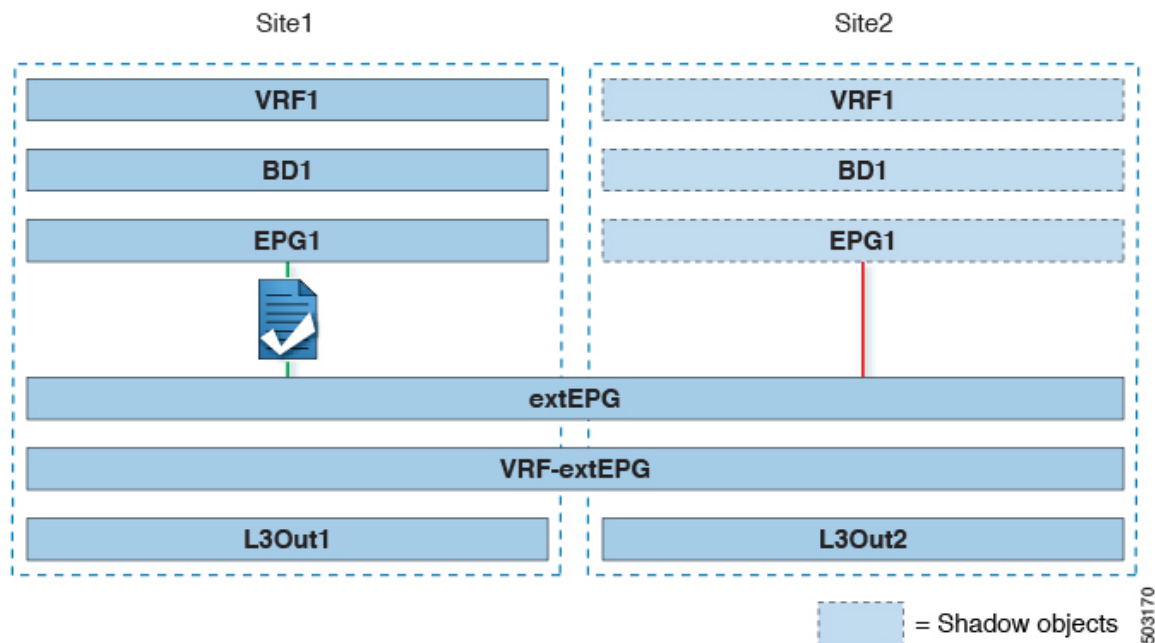 Site1 Site2
VRF1 VRF1
BD1 BD1
EPG1 EPG1
extEPG
VRF-extEPG
L3Out1 L3Out2
= Shadow objects
503170